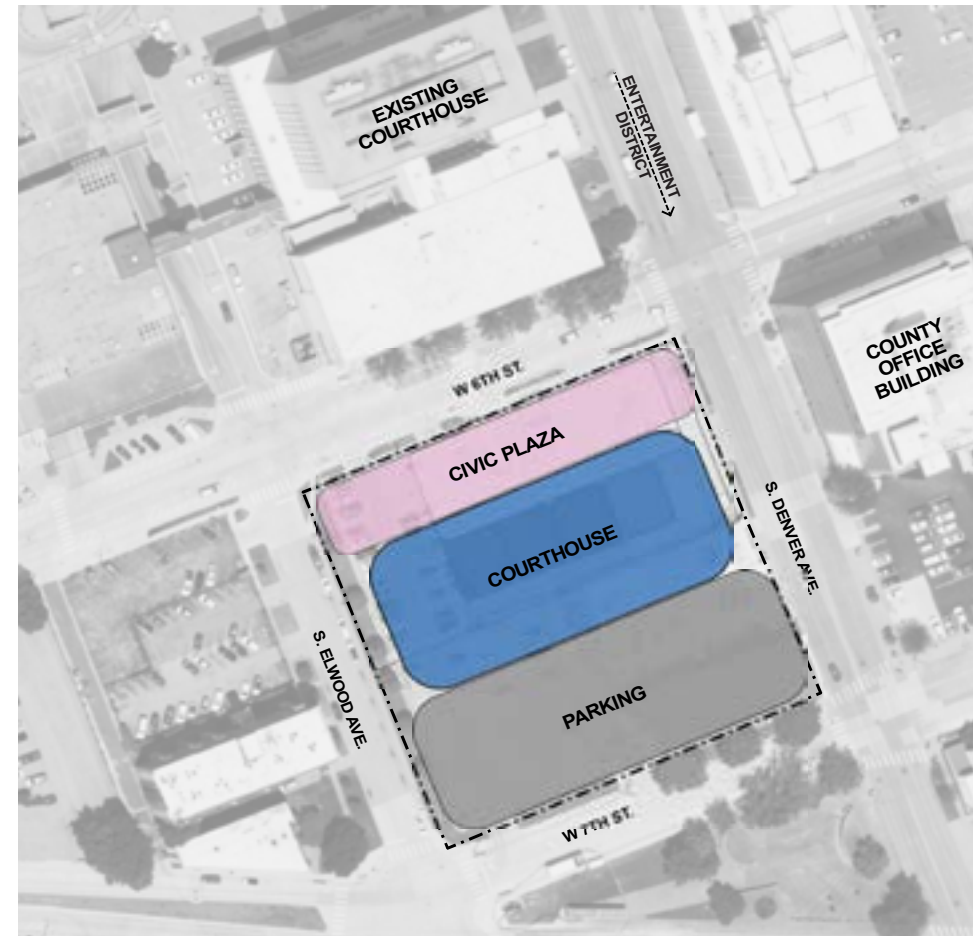 EXISTING
COURTHOUSE
ENTERTAINMENT
DISTRICT
COUNTY
OFFICE
BUILDING
W 6TH ST.
CIVIC PLAZA
COURTHOUSE
S. DENVER AVE.
S. ELWOOD AVE.
PARKING
W 7TH ST.